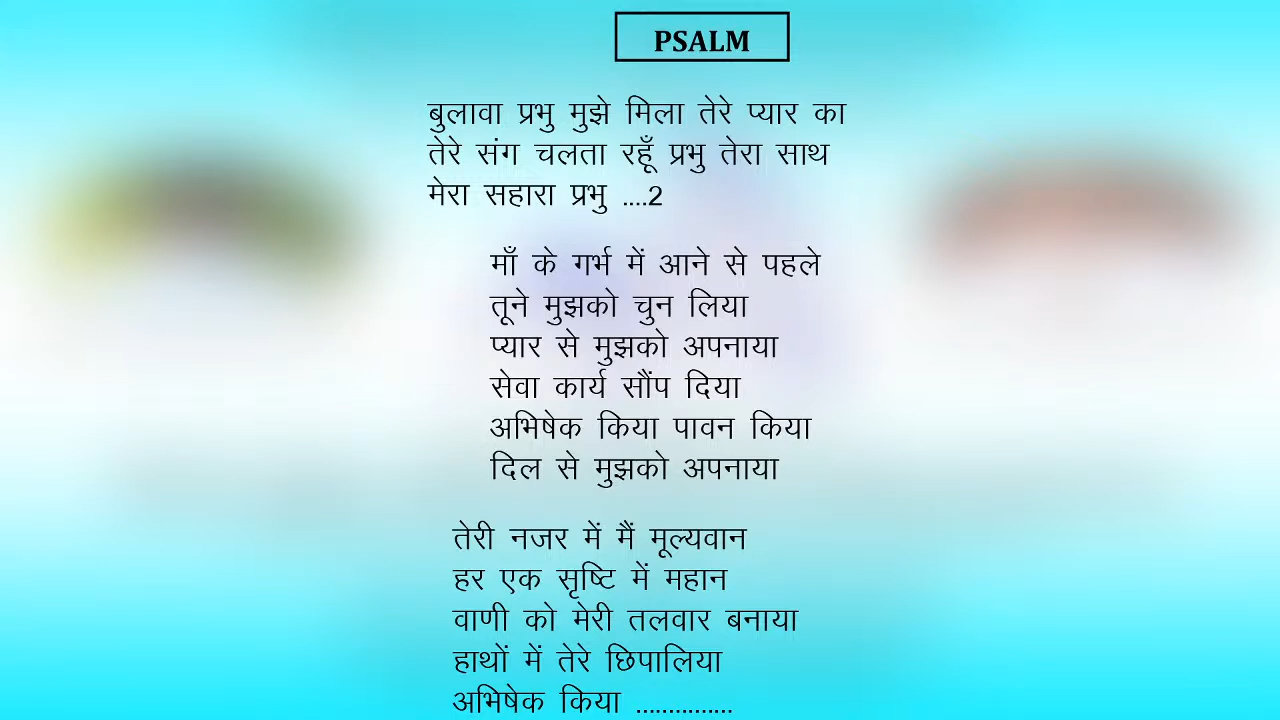 PSALM
बुलावा प्रभु मुझे मिला तेरे प्यार का
तेरे संग चलता रहूँ प्रभु तेरा साथ
मेरा सहारा प्रभु ....2
माँ के गर्भ में आने से पहले
तूने मुझको चुन लिया
प्यार से मुझको अपनाया
सेवा कार्य सौंप दिया
अभिषेक किया पावन किया
दिल से मुझको अपनाया
तेरी नजर में मैं मूल्यवान
हर एक सृष्टि में महान
वाणी को मेरी तलवार बनाया
हाथों में तेरे छिपालिया
अभिषेक किया ...............